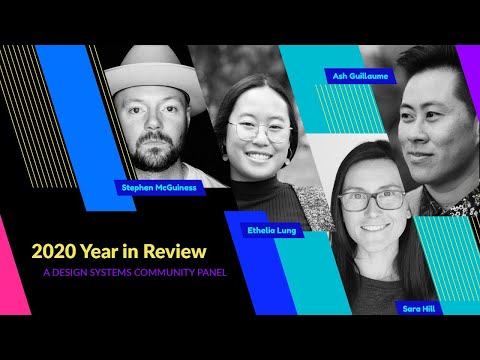 Ash Guillaume
Stephen McGuiness
Ethelia Lung
2020 Year in Review
A DESIGN SYSTEMS COMMUNITY PANEL
Sara Hill